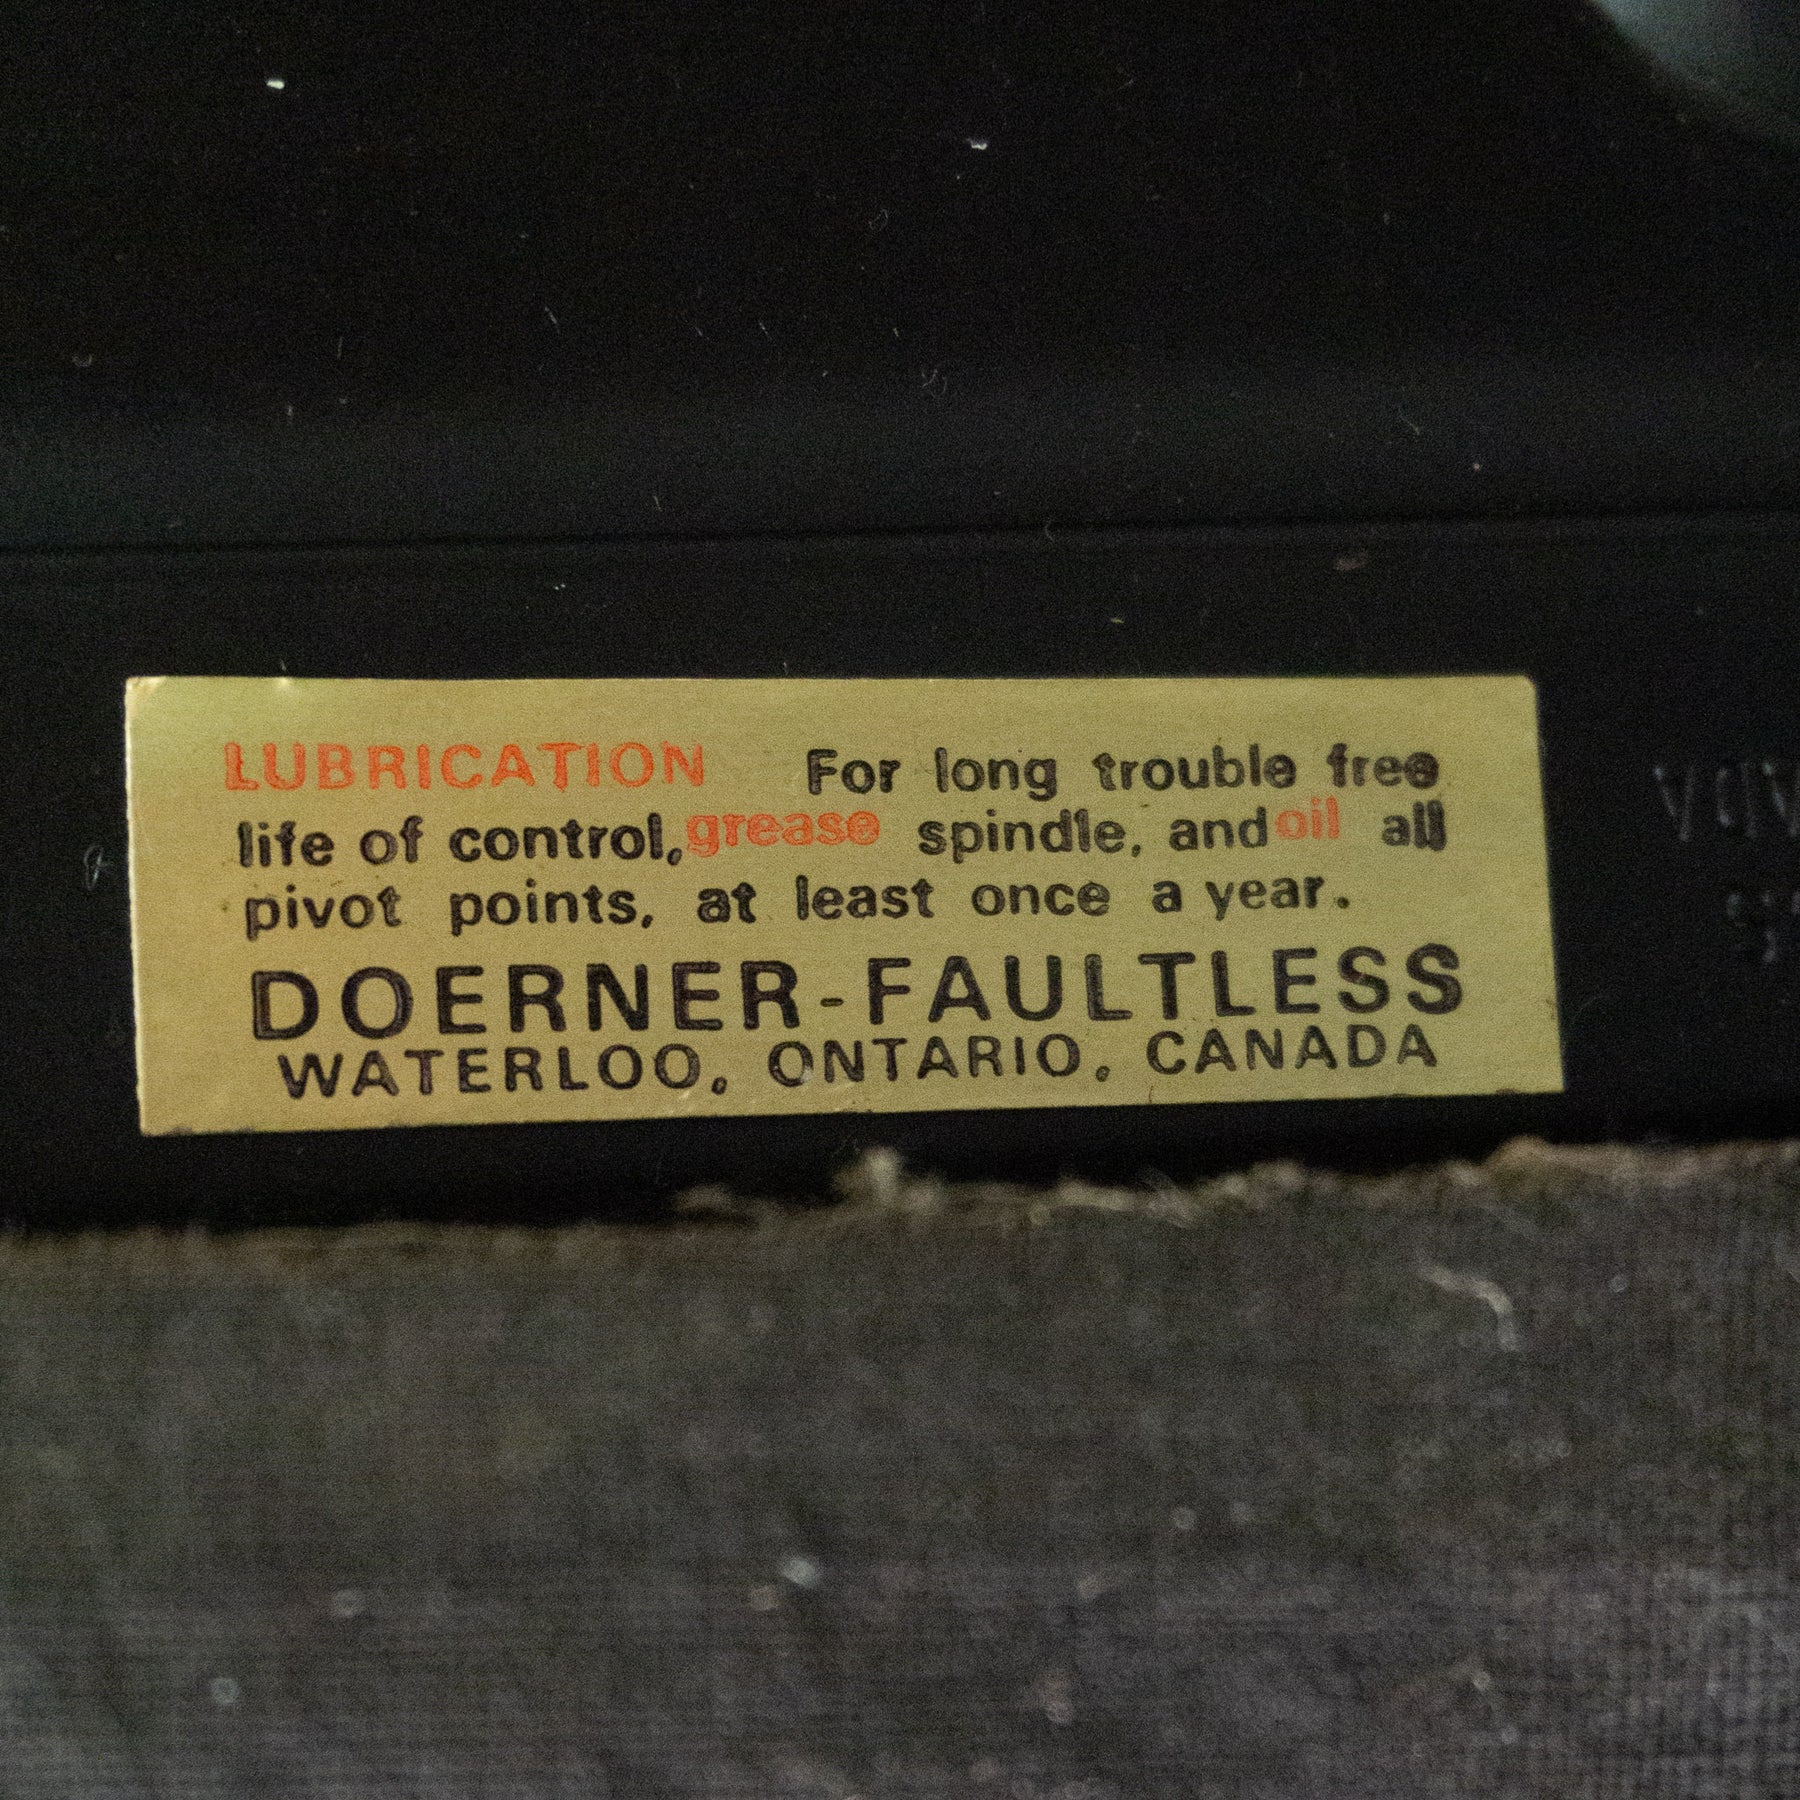 LUBRICATION For long trouble free
life of control, grease spindle, and oil all
pivot points, at least once a year.
DOERNER-FAULTLESS
WATERLOO, ONTARIO, CANADA